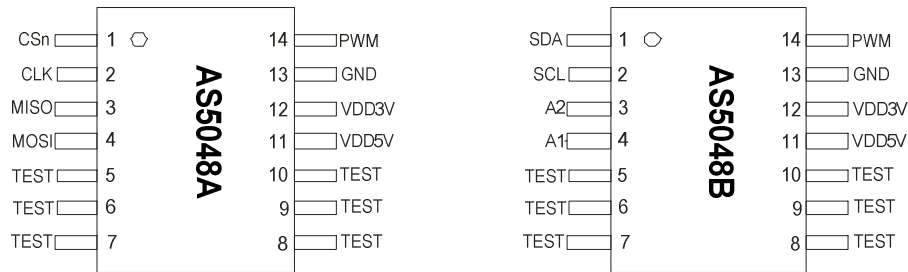 CSn 1 14 PWM
CLK 2 13 GND
MISO 3 12 VDD3V
MOSI 4 11 VDD5V
TEST 5 10 TEST
TEST 6 9 TEST
TEST 7 8 TEST
AS5048A
SDA 1 14 PWM
SCL 2 13 GND
A2 3 12 VDD3V
A1 4 11 VDD5V
TEST 5 10 TEST
TEST 6 9 TEST
TEST 7 8 TEST
AS5048B